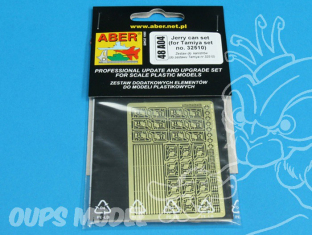 www.aber.net.pl
ABER
48 A04
Jerry can set
(for Tamiya set
no. 32510)
PROFESSIONAL UPDATE AND UPGRADE SET
FOR SCALE PLASTIC MODELS
ZESTAW DODATKOWYCH ELEMENTÓW
DO MODELI PLASTIKOWYCH
OUPS MODEL